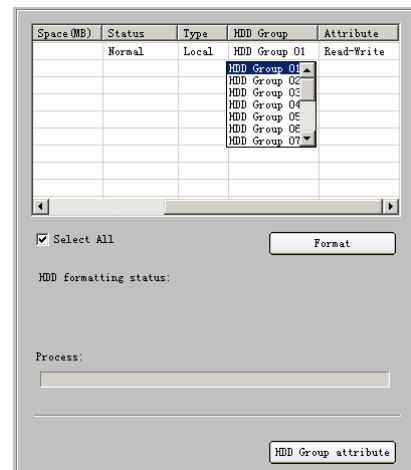 Space(MB) Status Type HDD Group Attribute
Normal Local HDD Group 01 Read-Write
HDD Group 01
HDD Group 02
HDD Group 03
HDD Group 04
HDD Group 05
HDD Group 06
HDD Group 07
Select All
Format
HDD formatting status:
Process:
HDD Group attribute